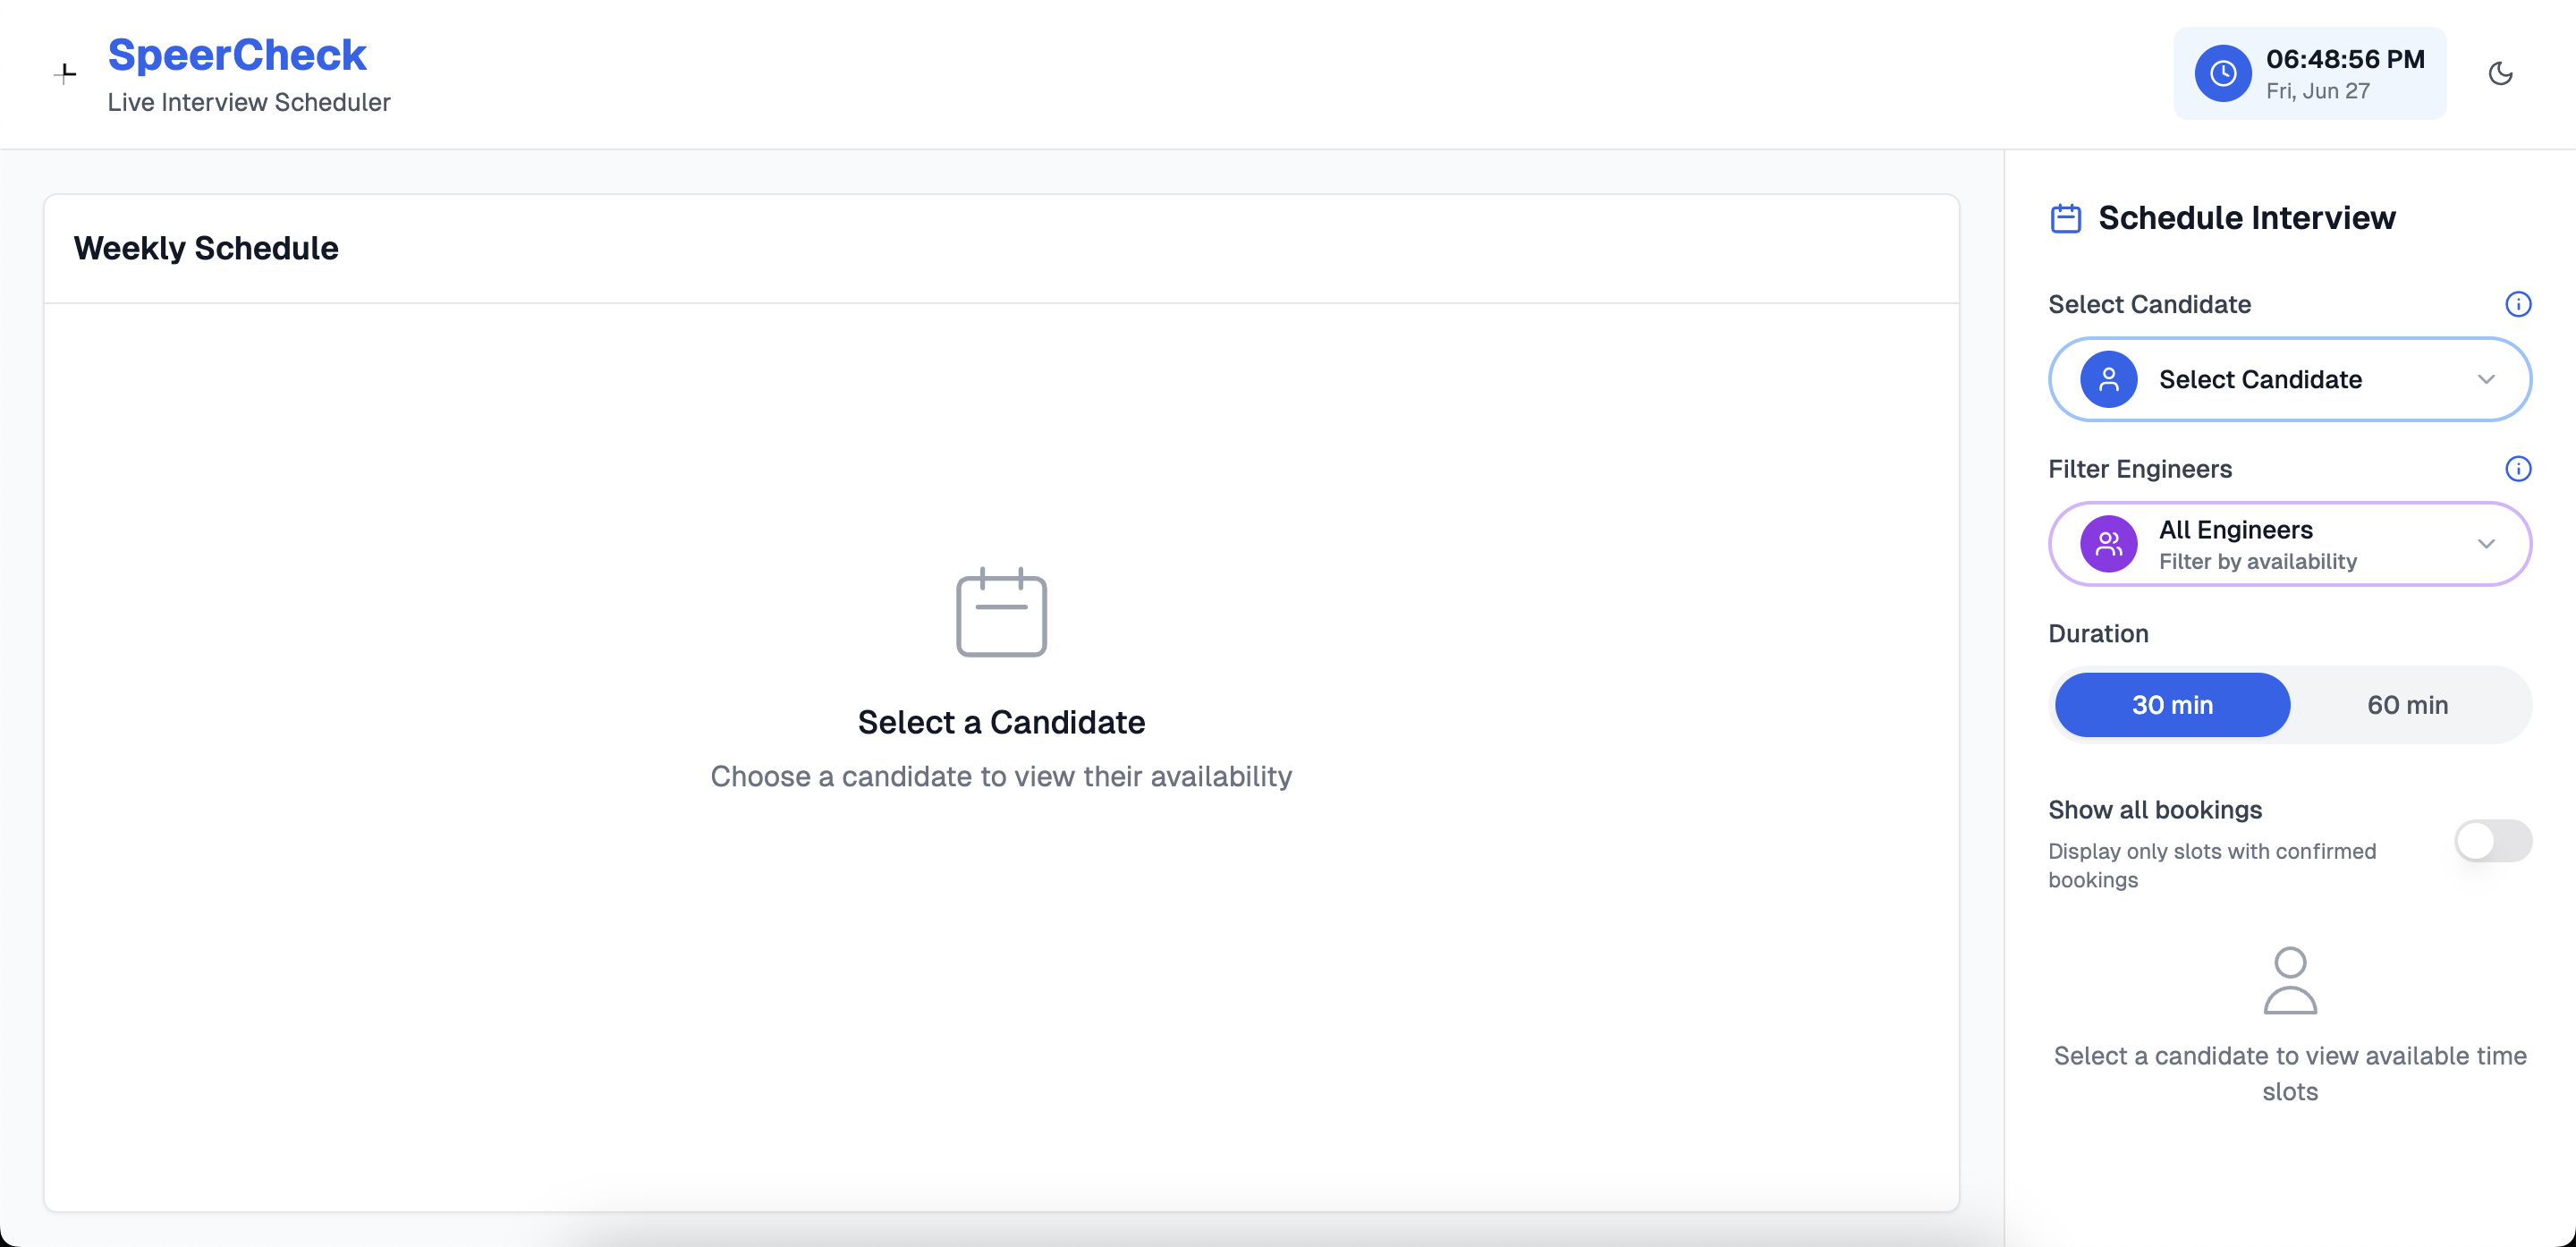 SpeerCheck
Live Interview Scheduler
06:48:56 PM
Fri, Jun 27
Weekly Schedule
Select a Candidate
Choose a candidate to view their availability
Schedule Interview
Select Candidate
Select Candidate
Filter Engineers
All Engineers
Filter by availability
Duration
30 min
60 min
Show all bookings
Display only slots with confirmed
bookings
Select a candidate to view available time
slots